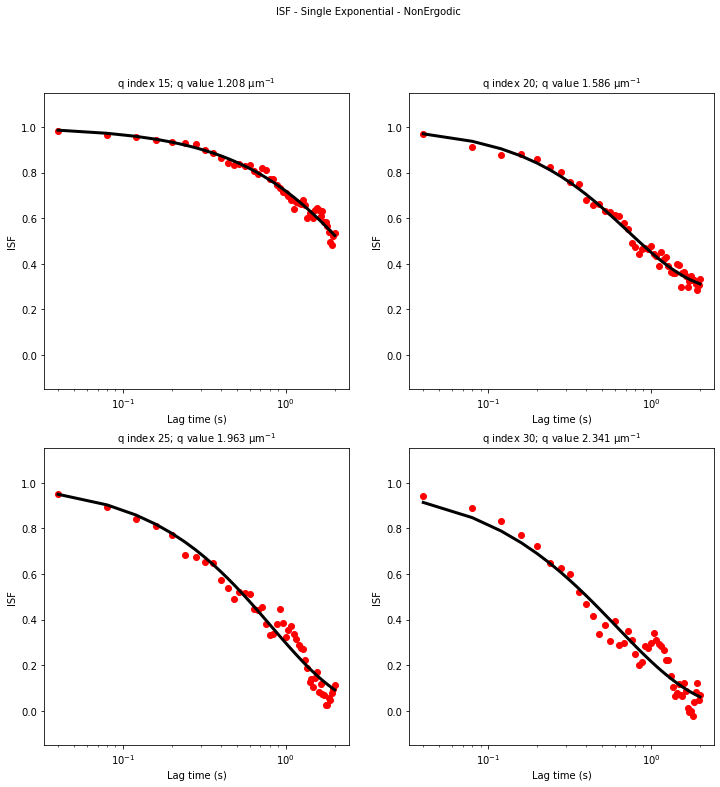 ISF - Single Exponential - NonErgodic
q index 15; q value 1.208 μm⁻¹
q index 20; q value 1.586 μm⁻¹
1.0
0.8
0.6
0.4
0.2
0.0
ISF
10⁻¹
10⁰
Lag time (s)
1.0
0.8
0.6
0.4
0.2
0.0
ISF
10⁻¹
10⁰
Lag time (s)
q index 25; q value 1.963 μm⁻¹
q index 30; q value 2.341 μm⁻¹
1.0
0.8
0.6
0.4
0.2
0.0
ISF
10⁻¹
10⁰
Lag time (s)
1.0
0.8
0.6
0.4
0.2
0.0
ISF
10⁻¹
10⁰
Lag time (s)